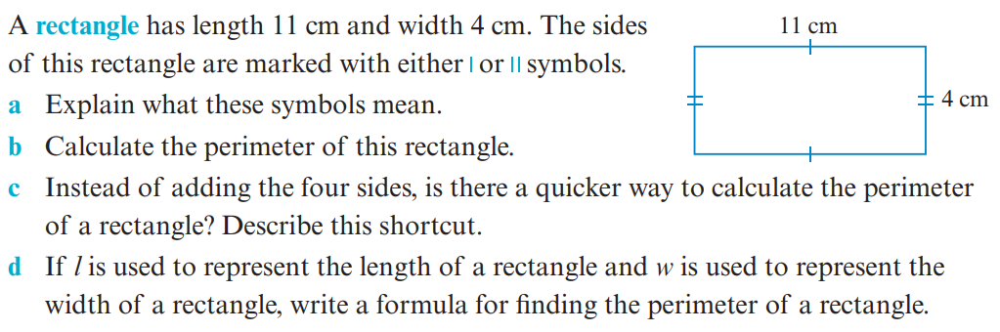 A rectangle has length 11 cm and width 4 cm. The sides
of this rectangle are marked with either | or || symbols.
a Explain what these symbols mean.
b Calculate the perimeter of this rectangle.
c Instead of adding the four sides, is there a quicker way to calculate the perimeter
of a rectangle? Describe this shortcut.
d If l is used to represent the length of a rectangle and w is used to represent the
width of a rectangle, write a formula for finding the perimeter of a rectangle.
11 cm
4 cm